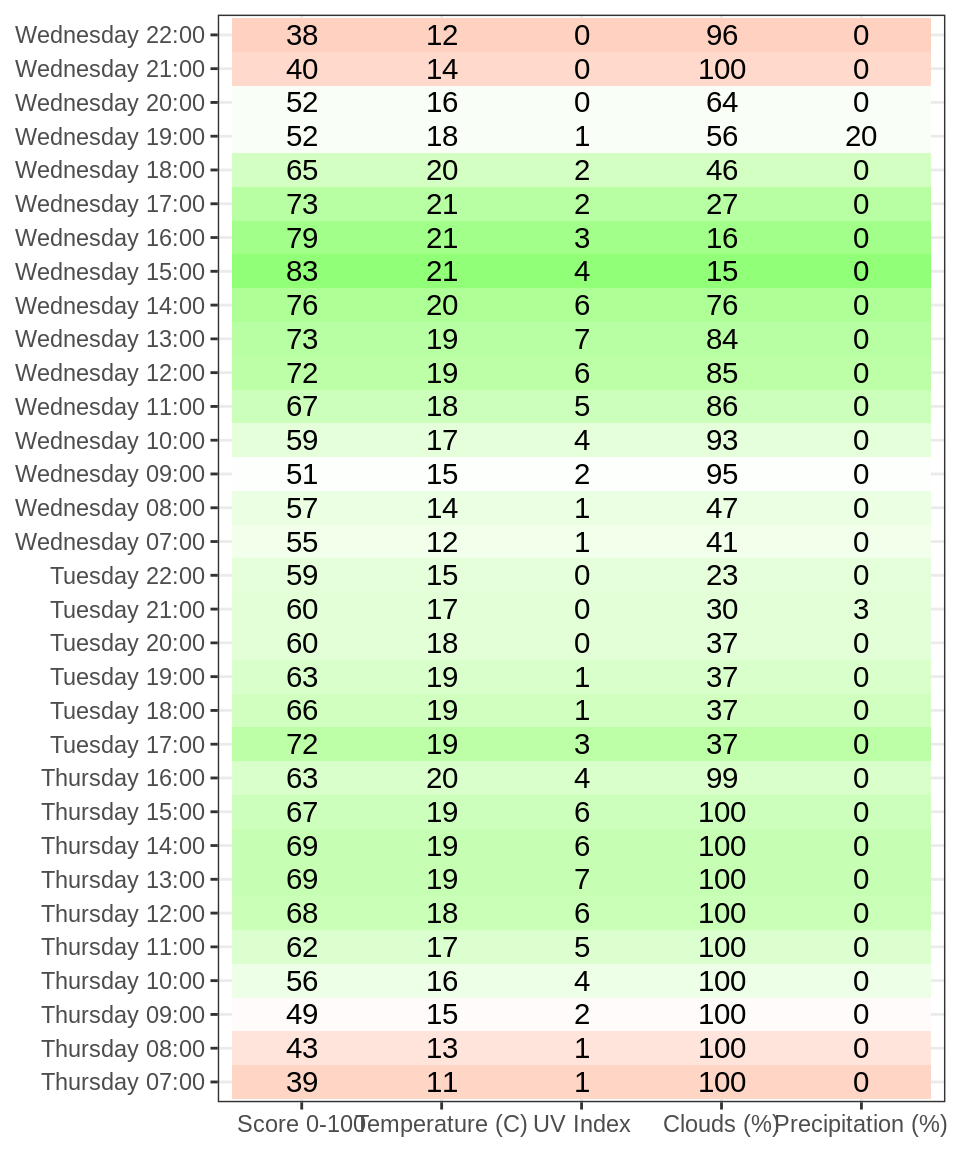 Wednesday 22:00 38 12 0 96 0
Wednesday 21:00 40 14 0 100 0
Wednesday 20:00 52 16 0 64 0
Wednesday 19:00 52 18 1 56 20
Wednesday 18:00 65 20 2 46 0
Wednesday 17:00 73 21 2 27 0
Wednesday 16:00 79 21 3 16 0
Wednesday 15:00 83 21 4 15 0
Wednesday 14:00 76 20 6 76 0
Wednesday 13:00 73 19 7 84 0
Wednesday 12:00 72 19 6 85 0
Wednesday 11:00 67 18 5 86 0
Wednesday 10:00 59 17 4 93 0
Wednesday 09:00 51 15 2 95 0
Wednesday 08:00 57 14 1 47 0
Wednesday 07:00 55 12 1 41 0
Tuesday 22:00 59 15 0 23 0
Tuesday 21:00 60 17 0 30 3
Tuesday 20:00 60 18 0 37 0
Tuesday 19:00 63 19 1 37 0
Tuesday 18:00 66 19 1 37 0
Tuesday 17:00 72 19 3 37 0
Thursday 16:00 63 20 4 99 0
Thursday 15:00 67 19 6 100 0
Thursday 14:00 69 19 6 100 0
Thursday 13:00 69 19 7 100 0
Thursday 12:00 68 18 6 100 0
Thursday 11:00 62 17 5 100 0
Thursday 10:00 56 16 4 100 0
Thursday 09:00 49 15 2 100 0
Thursday 08:00 43 13 1 100 0
Thursday 07:00 39 11 1 100 0
Score 0-100 Temperature (C) UV Index Clouds (%) Precipitation (%)